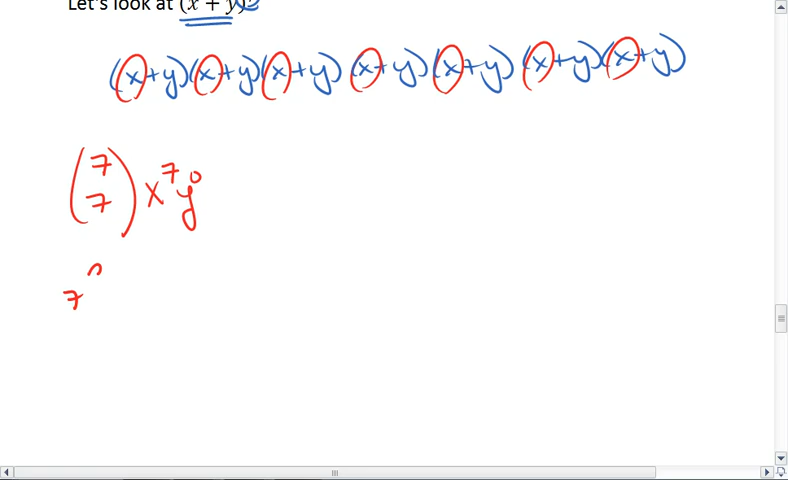 Let's look at (x + y)
(x+y)(x+y)(x+y)(x+y)(x+y)(x+y)(x+y)
(7 7) x^7 y^0
7